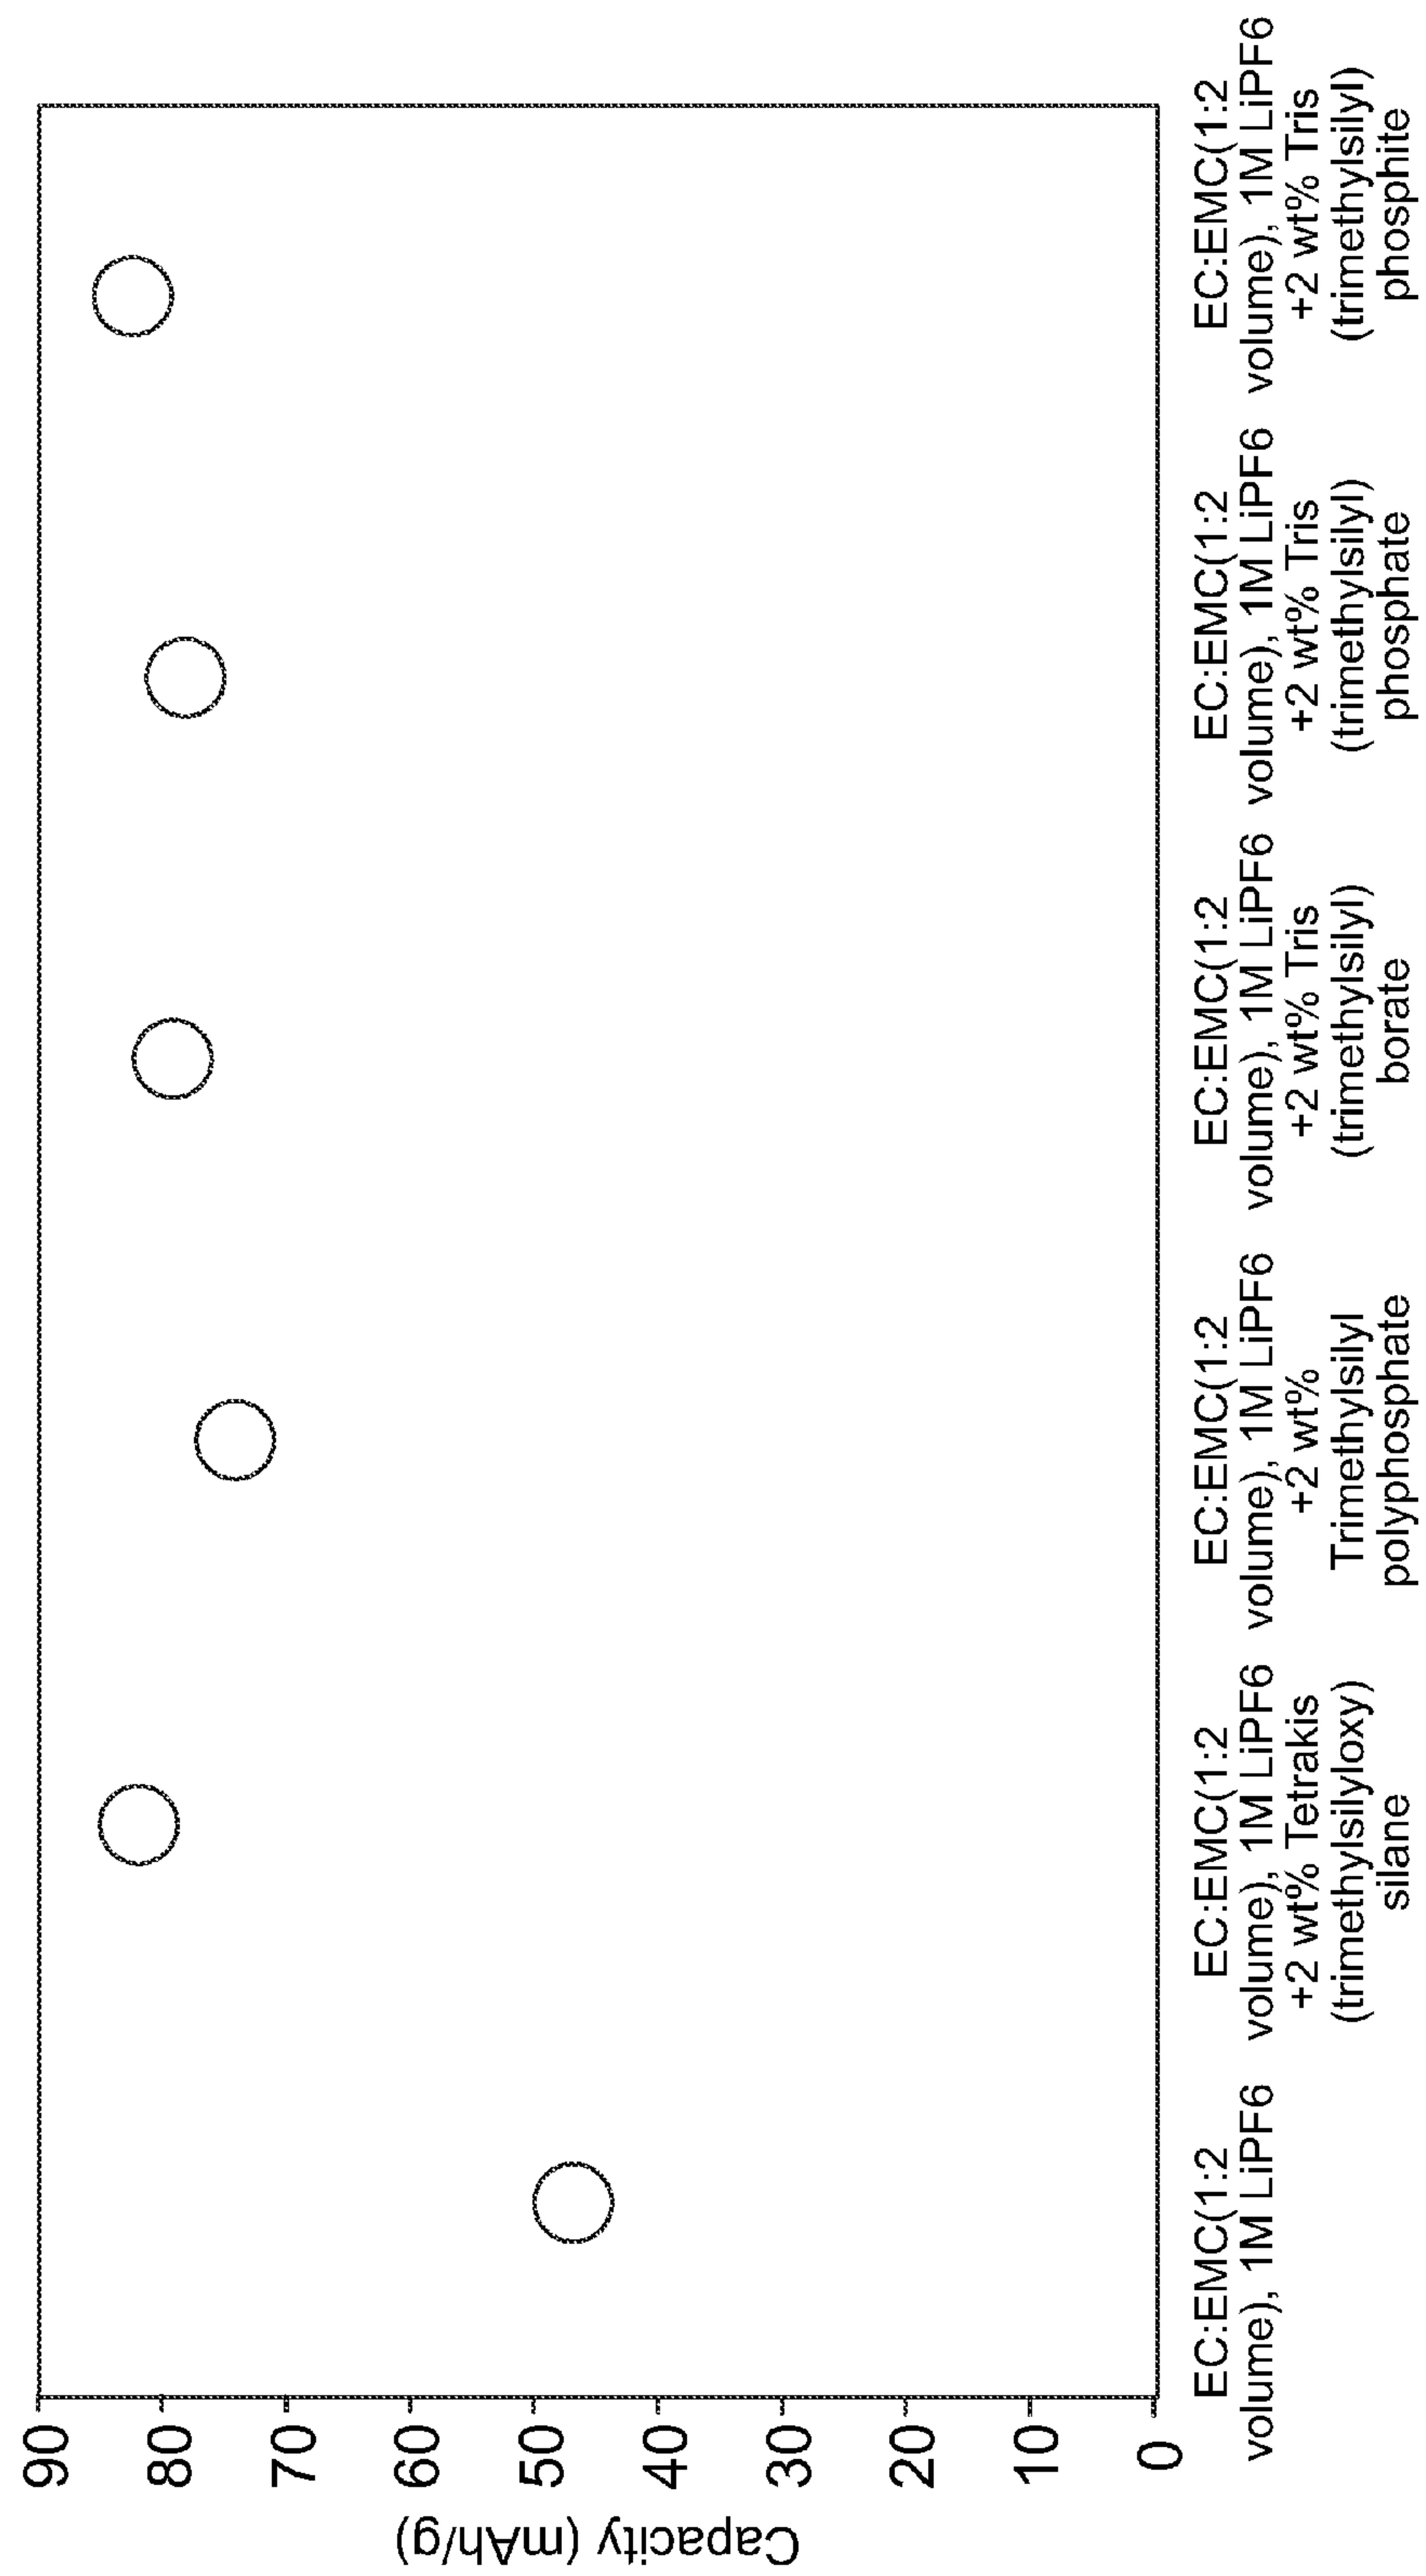 Capacity (mAh/g)
90
80
70
60
50
40
30
20
10
0
EC:EMC(1:2
volume), 1M LiPF6
EC:EMC(1:2
volume), 1M LiPF6
+2 wt% Tetrakis
(trimethylsilyloxy)
silane
EC:EMC(1:2
volume), 1M LiPF6
+2 wt%
Trimethylsilyl
polyphosphate
EC:EMC(1:2
volume), 1M LiPF6
+2 wt% Tris
(trimethylsilyl)
borate
EC:EMC(1:2
volume), 1M LiPF6
+2 wt% Tris
(trimethylsilyl)
phosphate
EC:EMC(1:2
volume), 1M LiPF6
+2 wt% Tris
(trimethylsilyl)
phosphite